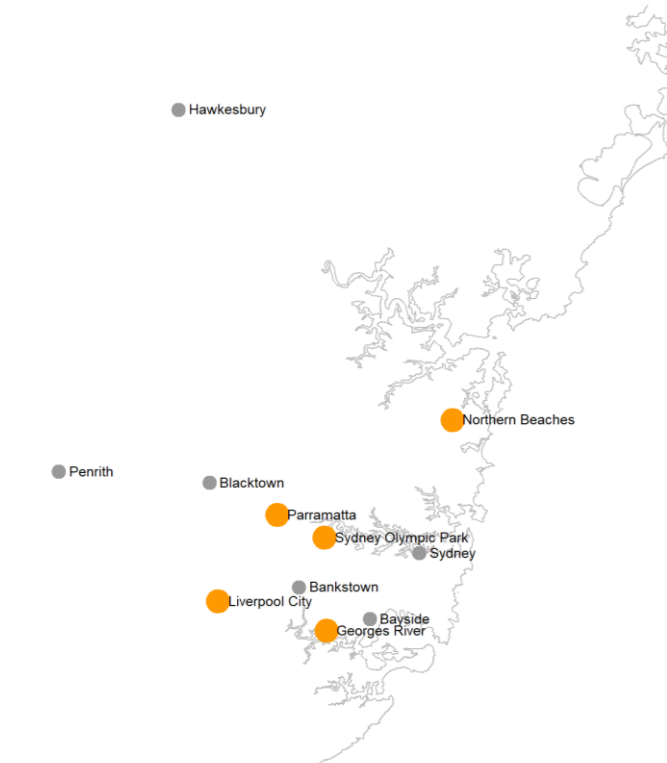 Hawkesbury
Northern Beaches
Penrith
Blacktown
Parramatta
Sydney Olympic Park
Sydney
Bankstown
Liverpool City
Bayside
Georges River